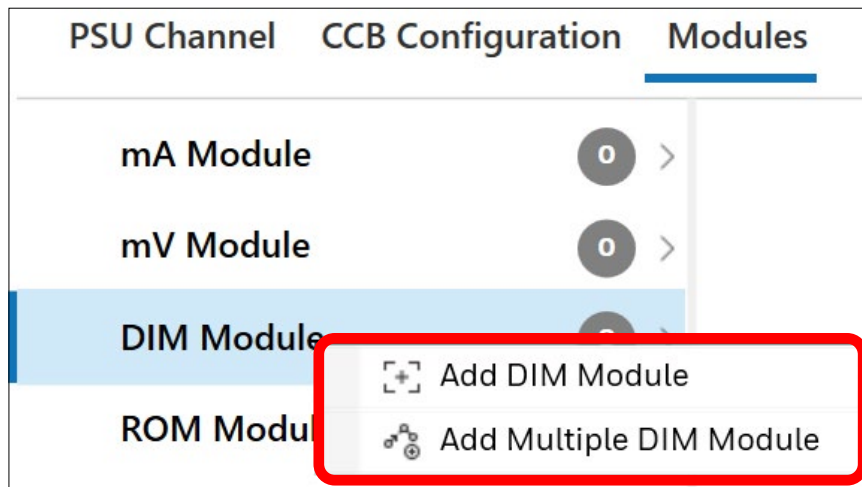 PSU Channel CCB Configuration Modules
mA Module 0
mV Module 0
DIM Module
Add DIM Module
ROM
Add Multiple DIM Module